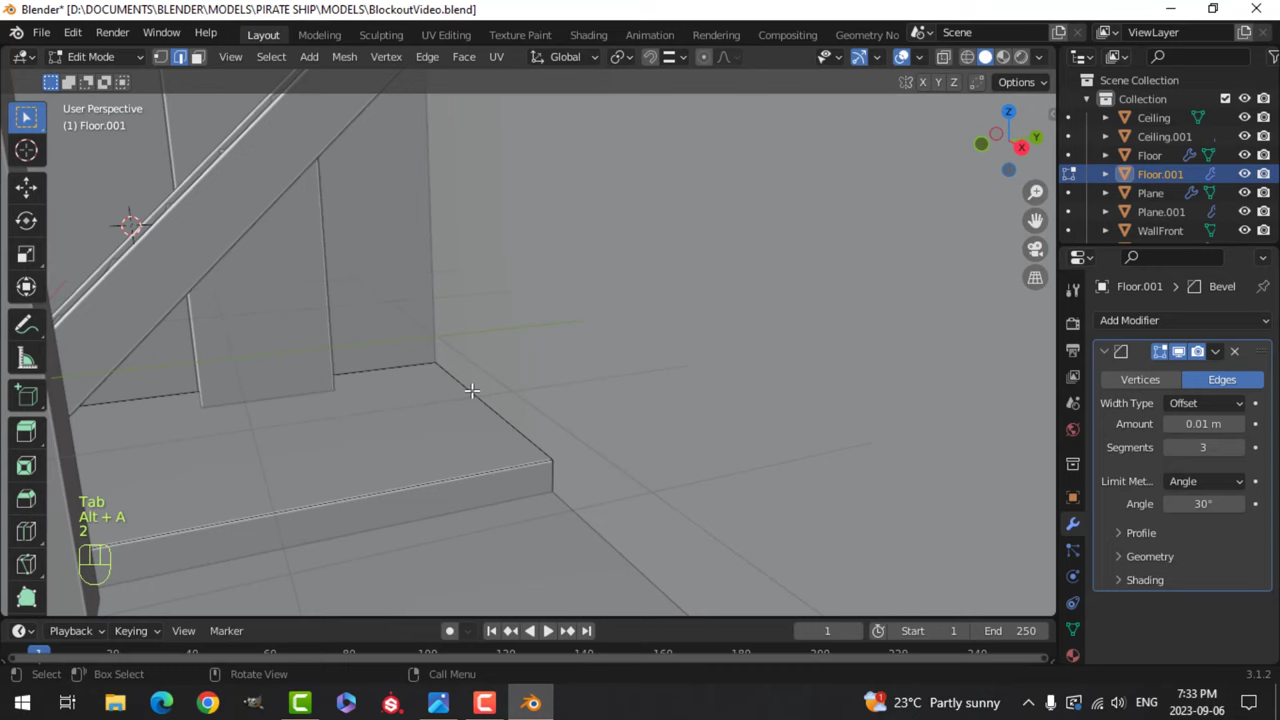 Blender* [D:\DOCUMENTS\BLENDER\MODELS\PIRATE SHIP\MODELS\BlockoutVideo.blend]
File Edit Render Window Help Layout Modeling Sculpting UV Editing Texture Paint Shading Animation Rendering Compositing Geometry No Scene ViewLayer
Edit Mode View Select Add Mesh Vertex Edge Face UV Global
X Y Z Options
User Perspective
(1) Floor.001
Z
Y
X
Scene Collection
Collection
Ceiling
Ceiling.001
Floor
Floor.001
Plane
Plane.001
WallFront
Floor.001 > Bevel
Add Modifier
Vertices Edges
Width Type Offset
Amount 0.01 m
Segments 3
Limit Met... Angle
Angle 30°
Profile
Geometry
Shading
Tab
Alt + A
2
Playback Keying View Marker 1 Start 1 End 250
Select Box Select Rotate View Call Menu 3.1.2
23°C Partly sunny ENG 7:33 PM
2023-09-06